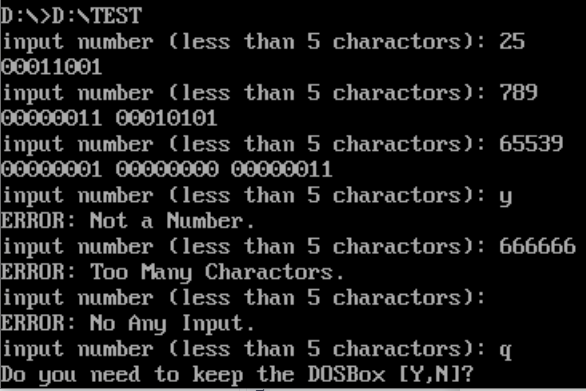 D:\>D:\TEST
input number (less than 5 charactors): 25
00011001
input number (less than 5 charactors): 789
00000011 00010101
input number (less than 5 charactors): 65539
00000001 00000000 00000011
input number (less than 5 charactors): y
ERROR: Not a Number.
input number (less than 5 charactors): 666666
ERROR: Too Many Charactors.
input number (less than 5 charactors):
ERROR: No Any Input.
input number (less than 5 charactors): q
Do you need to keep the DOSBox [Y,N]?